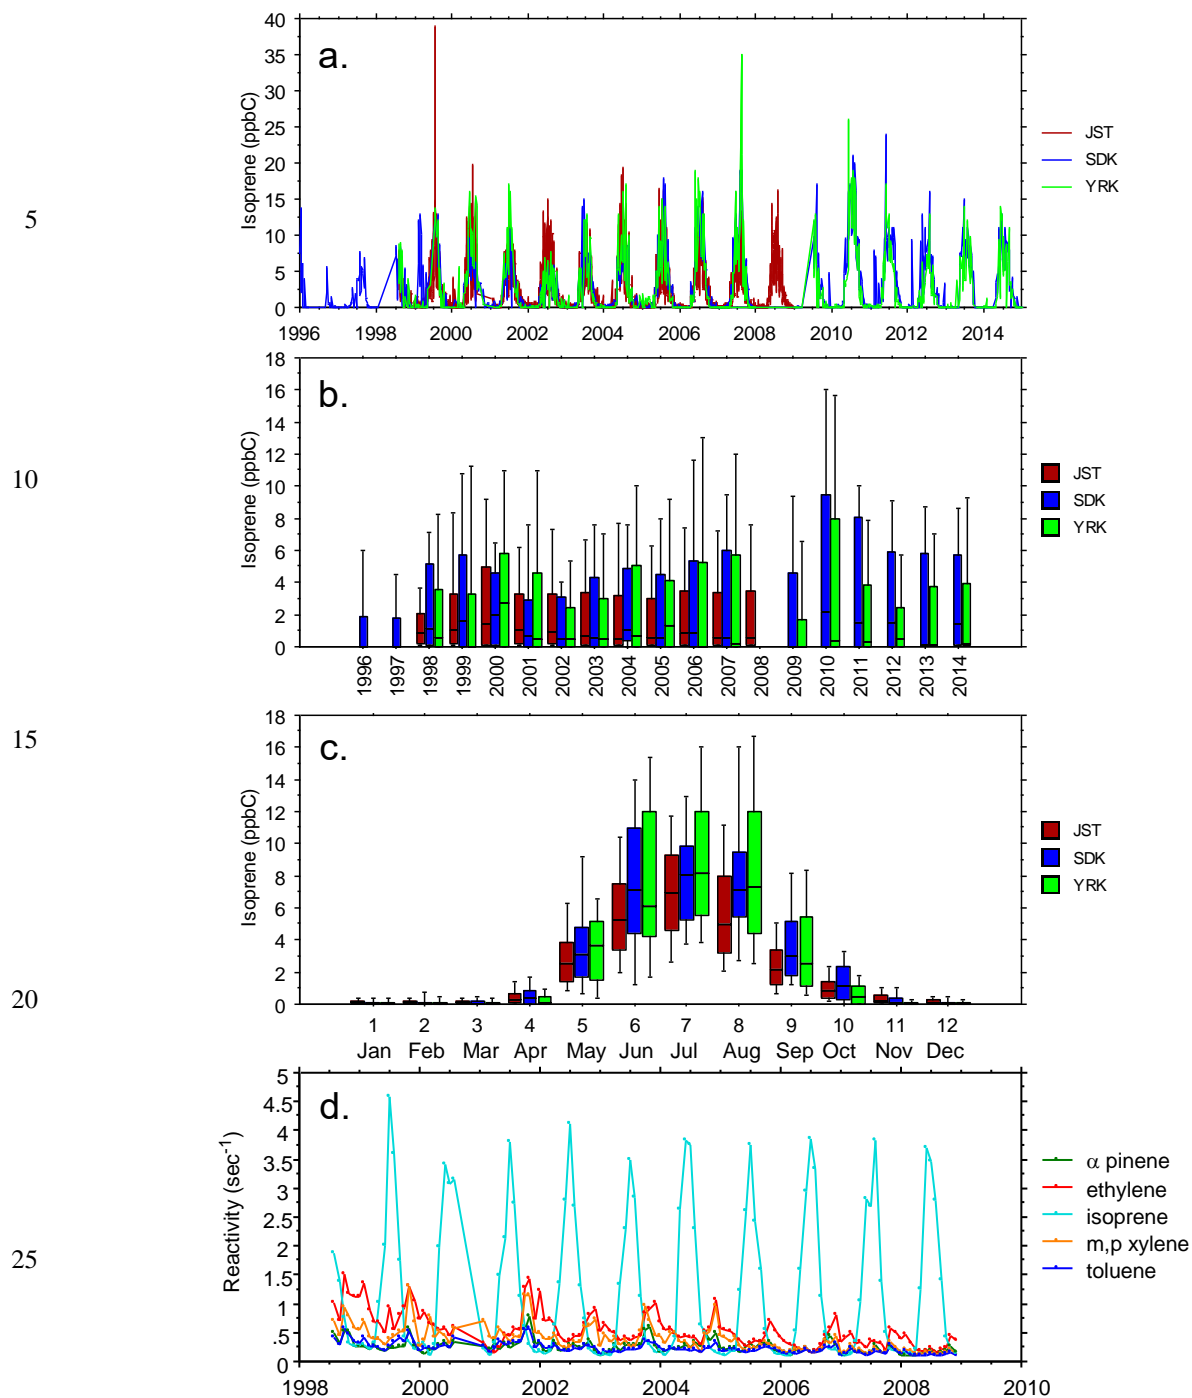 a.
Isoprene (ppbC)
40
35
30
25
20
15
10
5
0
1996 1998 2000 2002 2004 2006 2008 2010 2012 2014
JST
SDK
YRK
5
b.
Isoprene (ppbC)
18
16
14
12
10
8
6
4
2
0
1996 1997 1998 1999 2000 2001 2002 2003 2004 2005 2006 2007 2008 2009 2010 2011 2012 2013 2014
JST
SDK
YRK
10
15
c.
Isoprene (ppbC)
18
16
14
12
10
8
6
4
2
0
1 2 3 4 5 6 7 8 9 10 11 12
Jan Feb Mar Apr May Jun Jul Aug Sep Oct Nov Dec
JST
SDK
YRK
20
d.
Reactivity (sec⁻¹)
5
4.5
4
3.5
3
2.5
2
1.5
1
.5
0
1998 2000 2002 2004 2006 2008 2010
α pinene
ethylene
isoprene
m,p xylene
toluene
25